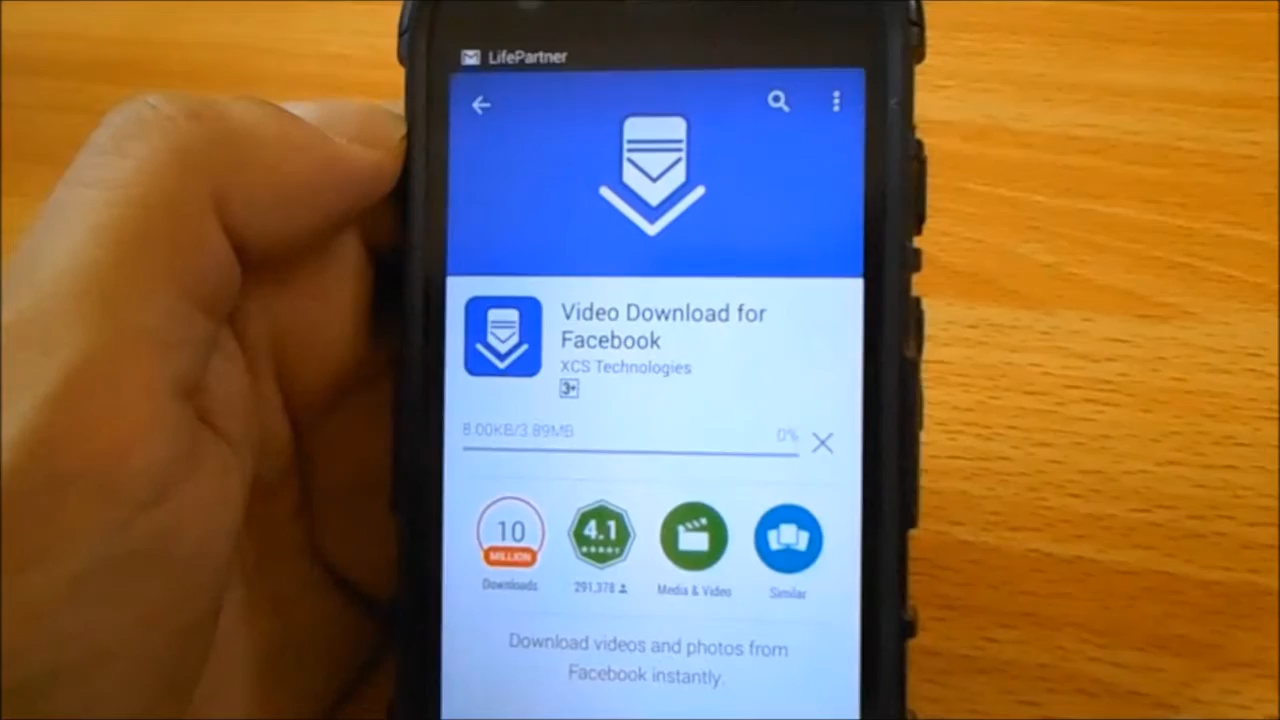 LifePartner
Video Download for
Facebook
XCS Technologies
3+
8.00KB/3.89MB 0%
10
MILLION
4.1
Downloads 291,378 Media & Video Similar
Download videos and photos from
Facebook instantly.